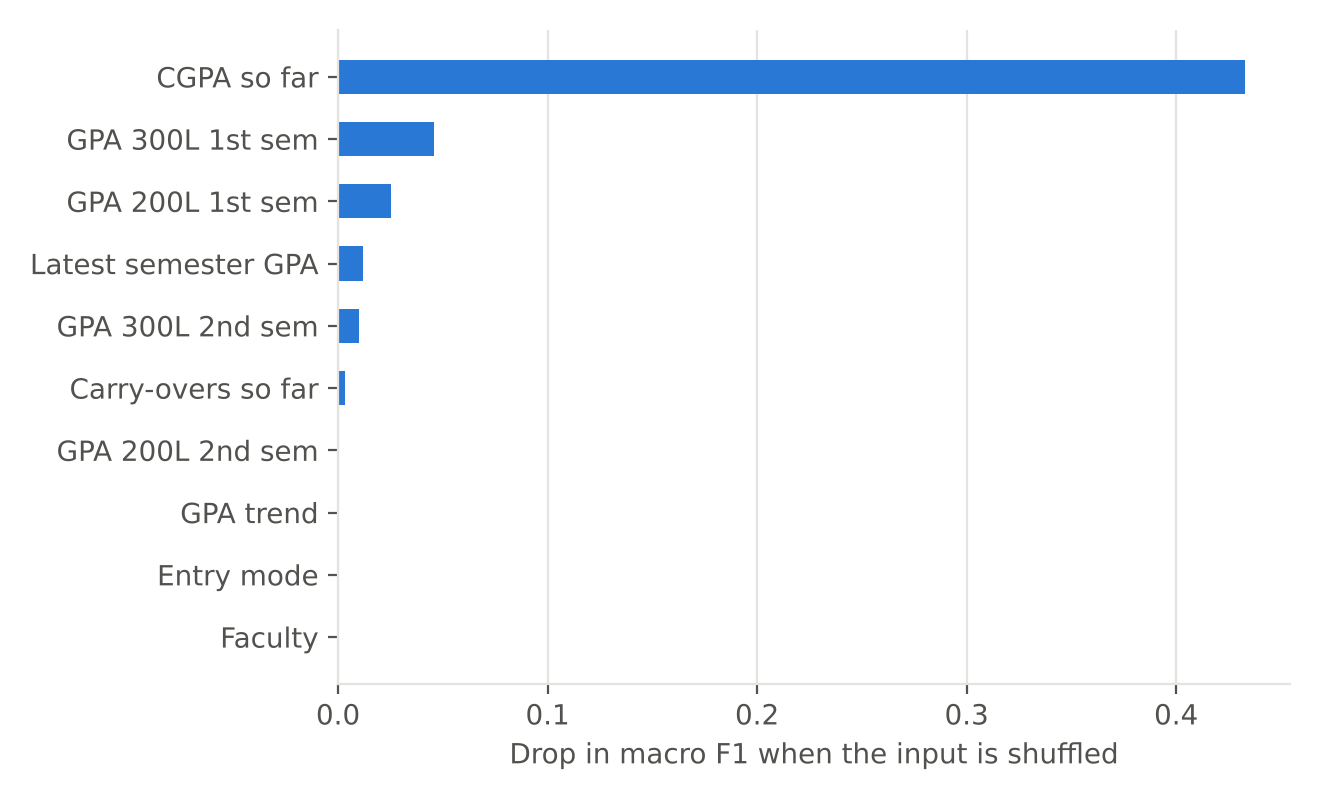 CGPA so far
GPA 300L 1st sem
GPA 200L 1st sem
Latest semester GPA
GPA 300L 2nd sem
Carry-overs so far
GPA 200L 2nd sem
GPA trend
Entry mode
Faculty
0.0 0.1 0.2 0.3 0.4
Drop in macro F1 when the input is shuffled